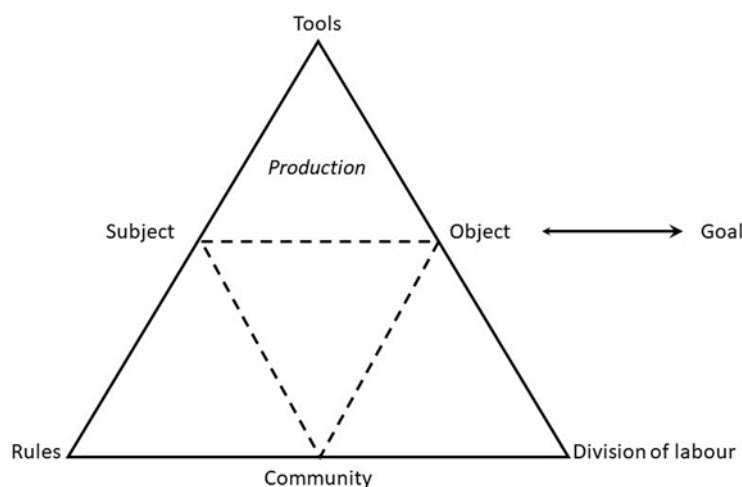 Tools
Production
Subject
Object
Goal
Rules
Division of labour
Community